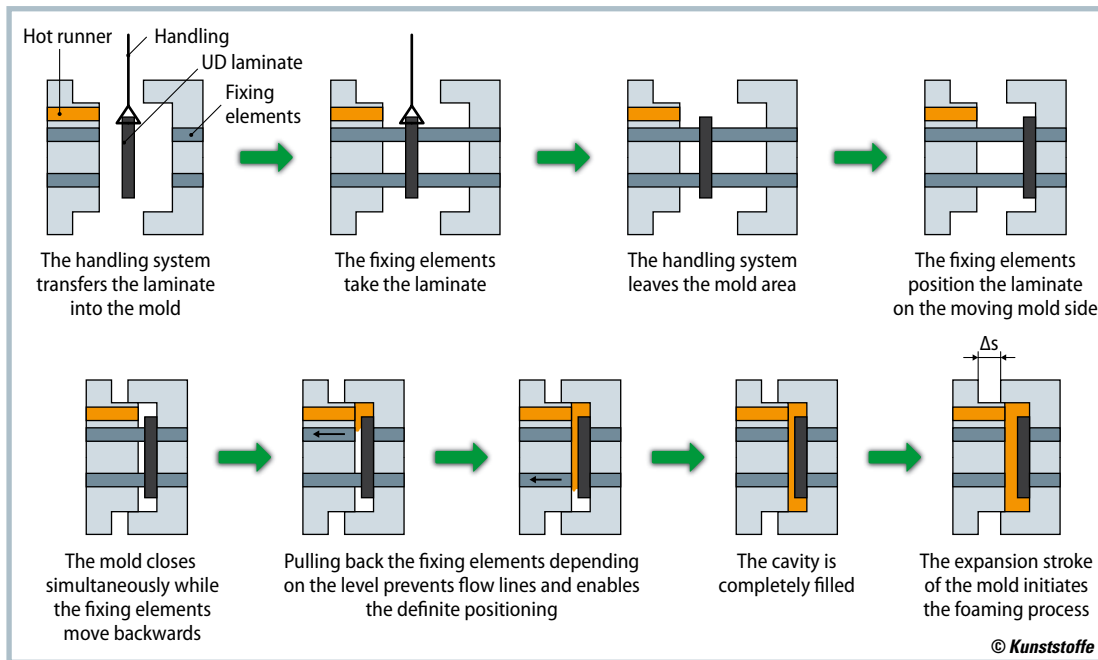 Hot runner
Handling
UD laminate
Fixing
elements
The handling system
transfers the laminate
into the mold
The fixing elements
take the laminate
The handling system
leaves the mold area
The fixing elements
position the laminate
on the moving mold side
Δs
The mold closes
simultaneously while
the fixing elements
move backwards
Pulling back the fixing elements depending
on the level prevents flow lines and enables
the definite positioning
The cavity is
completely filled
The expansion stroke
of the mold initiates
the foaming process
© Kunststoffe